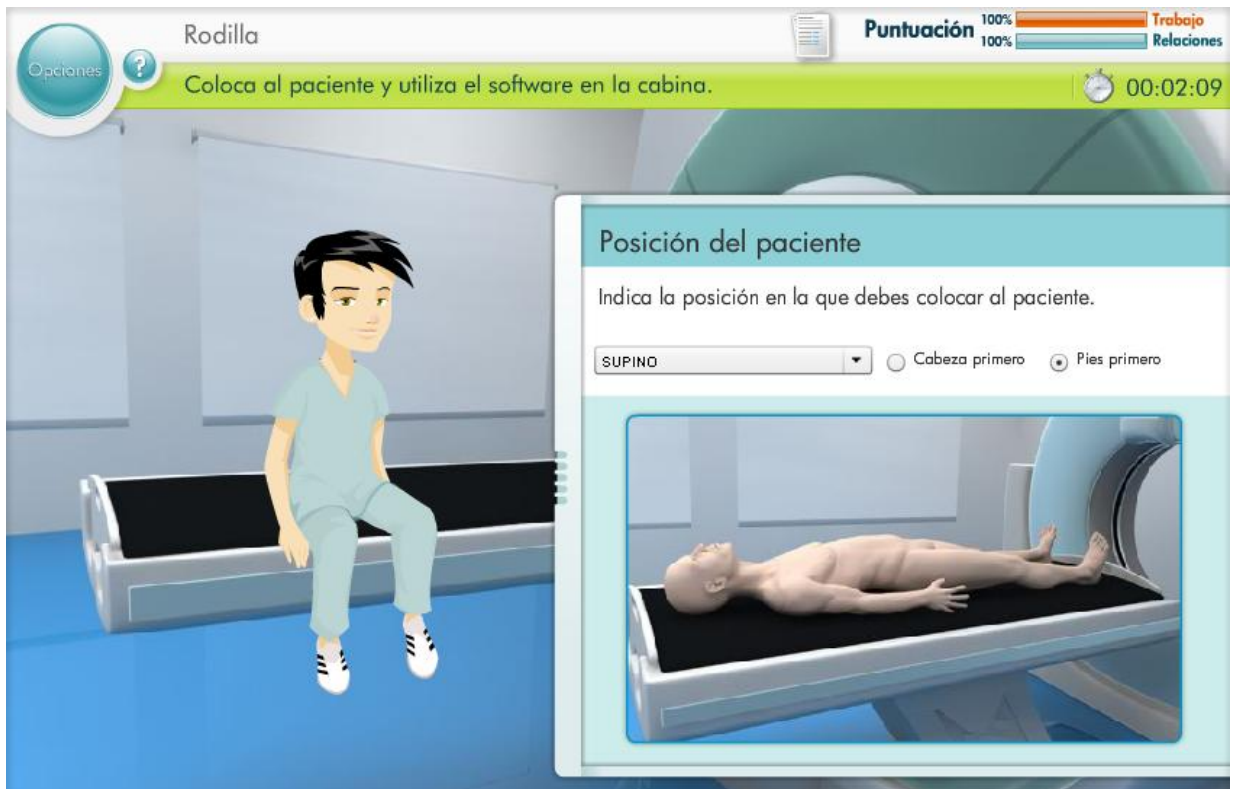 Opciones
?
Rodilla
Puntuación
100% Trabajo
100% Relaciones
Coloca al paciente y utiliza el software en la cabina.
00:02:09
Posición del paciente
Indica la posición en la que debes colocar al paciente.
SUPINO
Cabeza primero
Pies primero